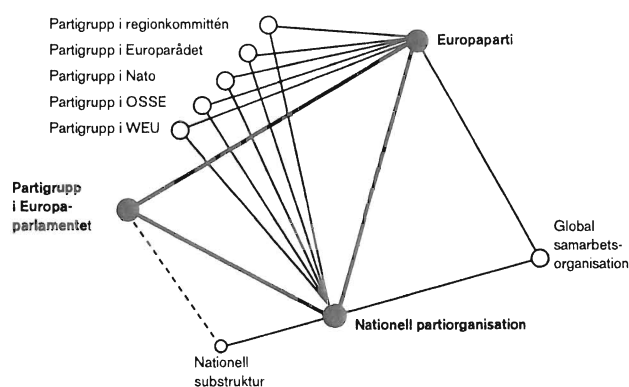 Partigrupp i regionkommittén
Partigrupp i Europarådet
Partigrupp i Nato
Partigrupp i OSSE
Partigrupp i WEU
Europaparti
Partigrupp
i Europa-
parlamentet
Global
samarbets-
organisation
Nationell partiorganisation
Nationell
substruktur